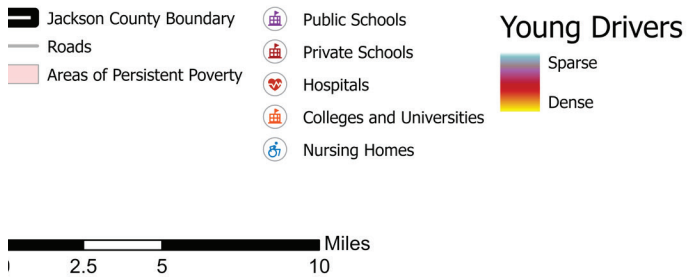 Jackson County Boundary
Roads
Areas of Persistent Poverty
Public Schools
Private Schools
Hospitals
Colleges and Universities
Nursing Homes
Young Drivers
Sparse
Dense
Miles
2.5 5 10